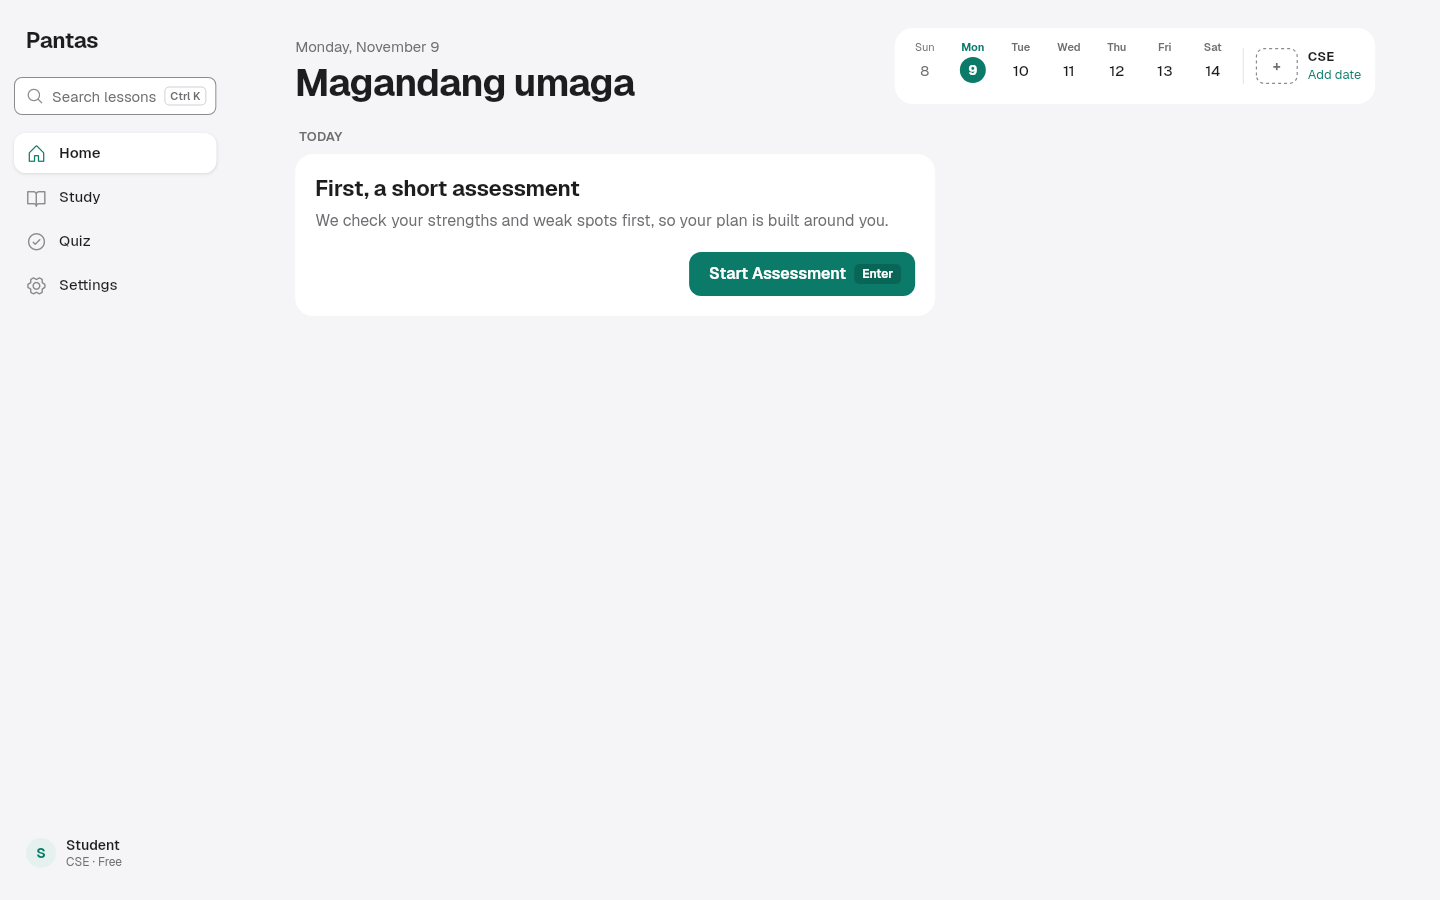 Pantas
Search lessons Ctrl K
Home
Study
Quiz
Settings
Student
S
CSE · Free
Monday, November 9
Magandang umaga
Sun Mon Tue Wed Thu Fri Sat
8 9 10 11 12 13 14
+
CSE
Add date
TODAY
First, a short assessment
We check your strengths and weak spots first, so your plan is built around you.
Start Assessment Enter